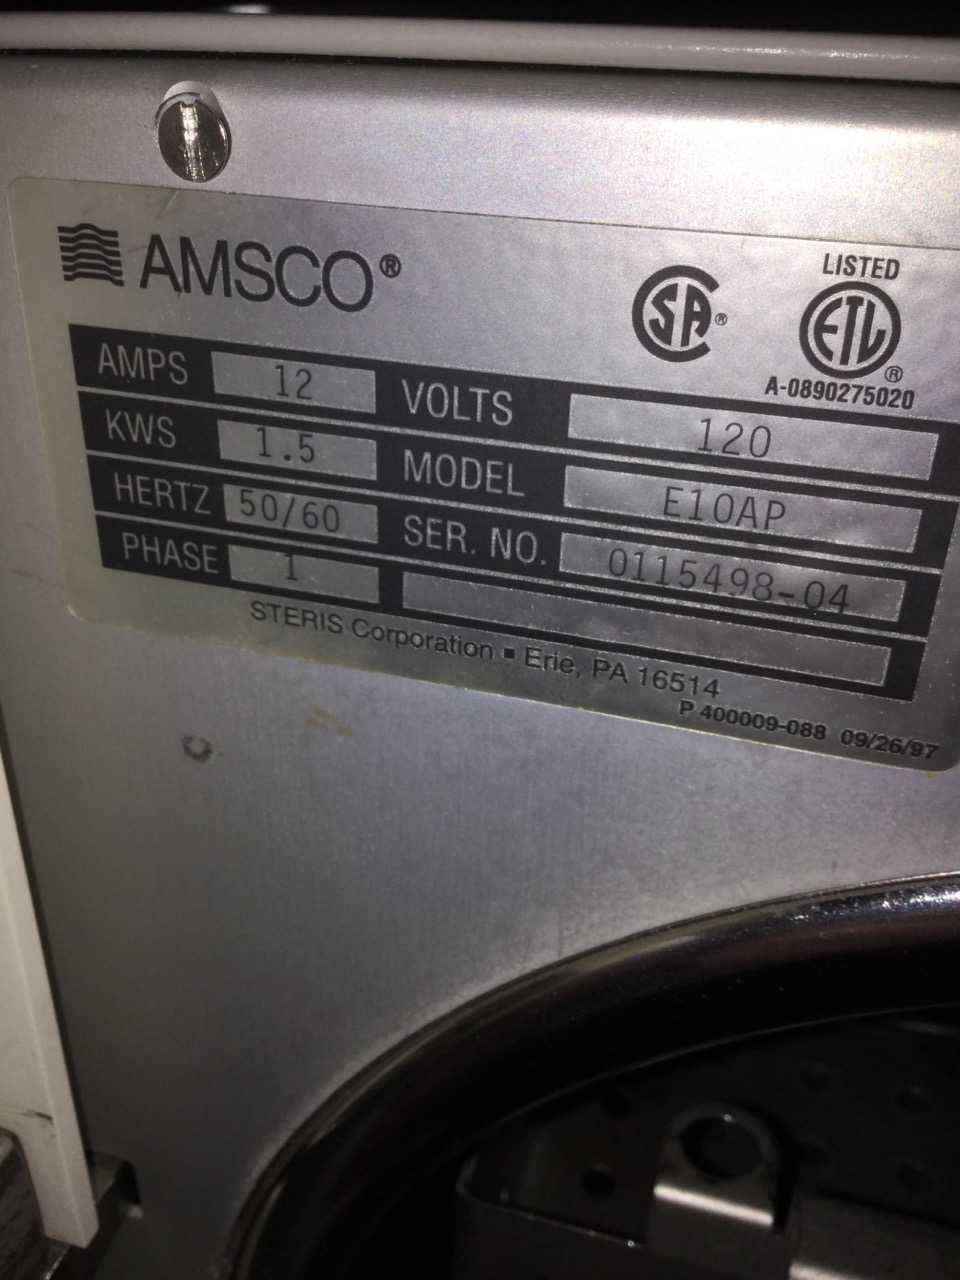 AMSCO®
SA®
LISTED
ETL®
A-0890275020
AMPS 12 VOLTS 120
KWS 1.5 MODEL E10AP
HERTZ 50/60 SER. NO. 0115498-04
PHASE 1
STERIS Corporation ▪ Erie, PA 16514
P 400009-088 09/26/97